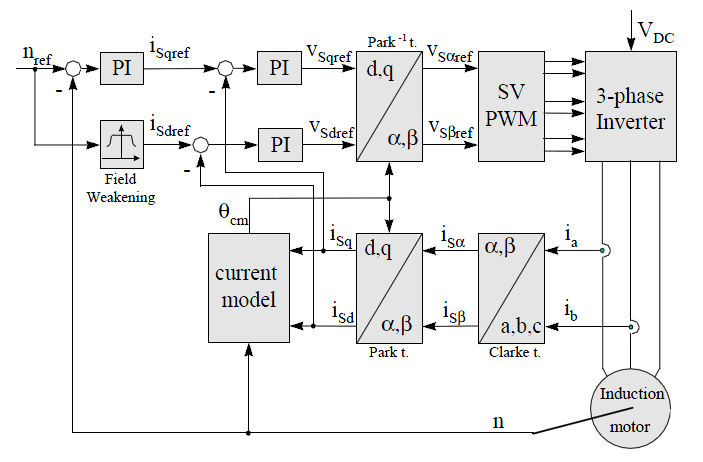 n_ref
-
PI
i_Sqref
-
PI
v_Sqref
Park⁻¹ t.
d,q
α,β
v_Sαref
SV
PWM
V_DC
3-phase
Inverter
Field
Weakening
i_Sdref
-
PI
v_Sdref
v_Sβref
θ_cm
current
model
i_Sq
i_Sd
d,q
α,β
Park t.
i_Sα
i_Sβ
α,β
a,b,c
Clarke t.
i_a
i_b
n
Induction
motor